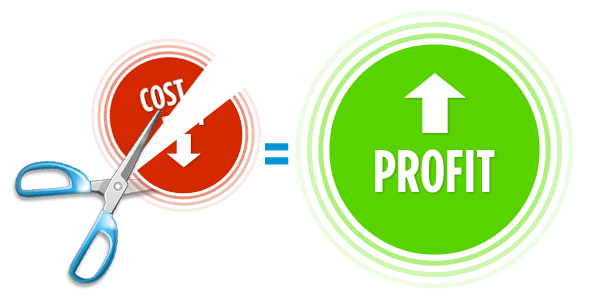 COST
=
PROFIT